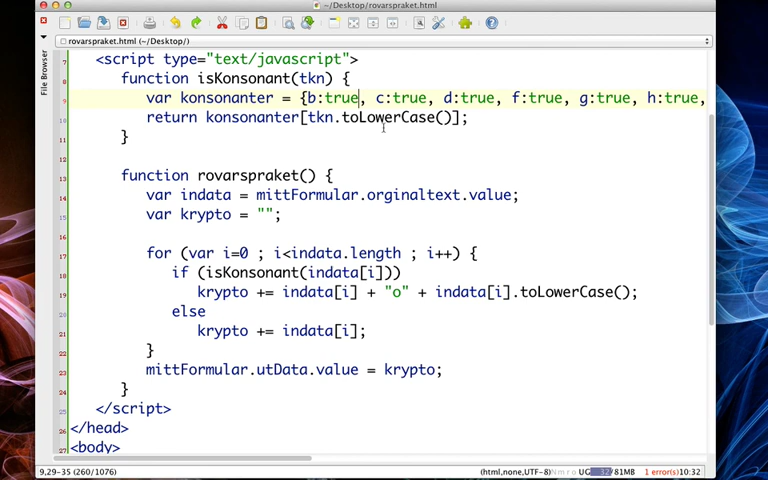 ~/Desktop/rovarspraket.html
rovarspraket.html (~/Desktop/)
File Browser
7 <script type="text/javascript">
8 function isKonsonant(tkn) {
9 var konsonanter = {b:true, c:true, d:true, f:true, g:true, h:true,
10 return konsonanter[tkn.toLowerCase()];
11 }
12
13 function rovarspraket() {
14 var indata = mittFormular.orginaltext.value;
15 var krypto = "";
16
17 for (var i=0 ; i<indata.length ; i++) {
18 if (isKonsonant(indata[i]))
19 krypto += indata[i] + "o" + indata[i].toLowerCase();
20 else
21 krypto += indata[i];
22 }
23 mittFormular.utData.value = krypto;
24 }
25 </script>
26 </head>
27 <body>
9,29-35 (260/1076) (html,none,UTF-8) N m r o UG 32/81MB 1 error(s) 10:32